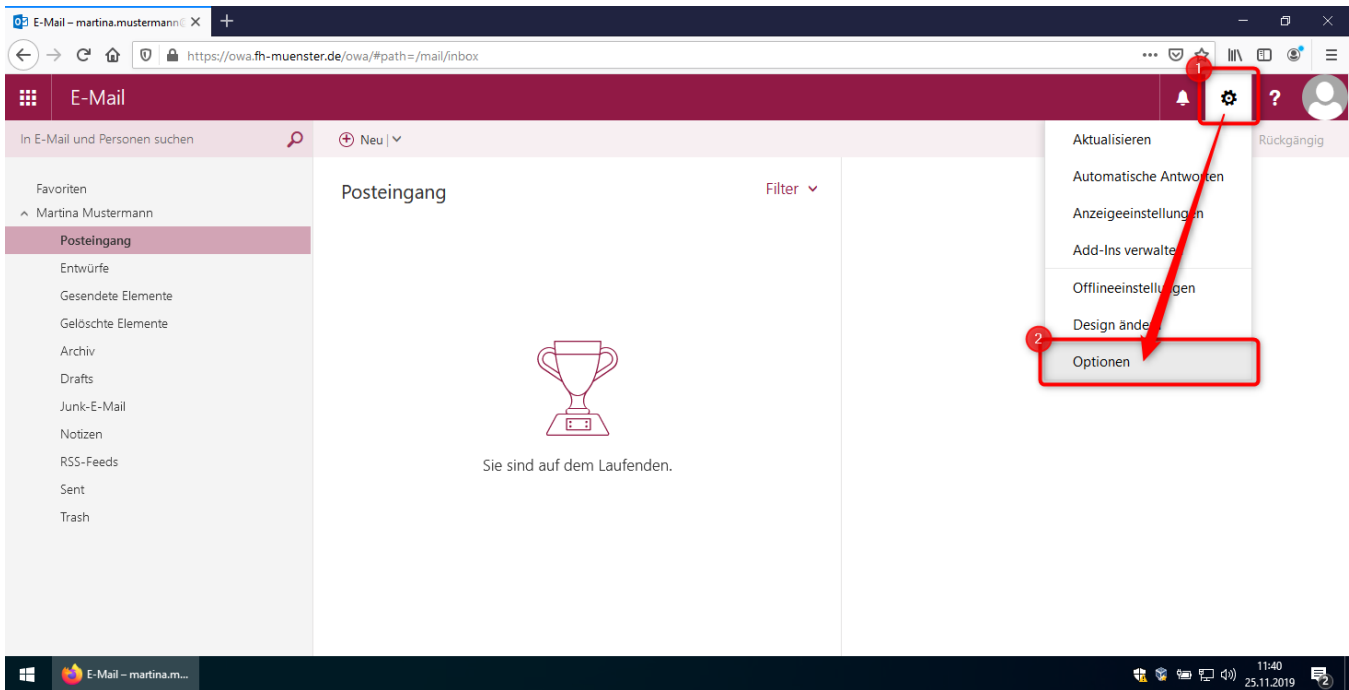 E-Mail – martina.mustermann
https://owa.fh-muenster.de/owa/#path=/mail/inbox
1
E-Mail
?
In E-Mail und Personen suchen
Neu
Rückgängig
Favoriten
Martina Mustermann
Posteingang
Entwürfe
Gesendete Elemente
Gelöschte Elemente
Archiv
Drafts
Junk-E-Mail
Notizen
RSS-Feeds
Sent
Trash
Posteingang
Filter
Sie sind auf dem Laufenden.
Aktualisieren
Automatische Antworten
Anzeigeeinstellungen
Add-Ins verwalten
Offlineeinstellungen
Design ändern
2
Optionen
E-Mail – martina.m...
11:40
25.11.2019
2